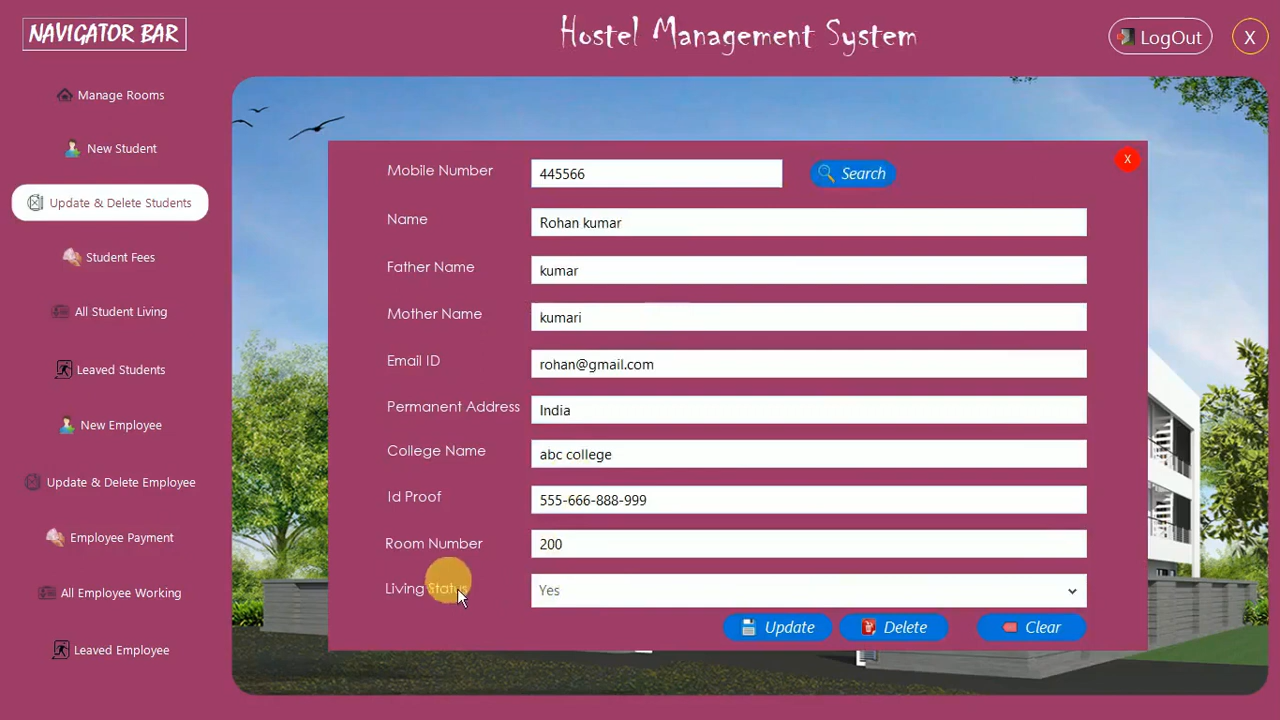 NAVIGATOR BAR
Hostel Management System
LogOut
X
Manage Rooms
New Student
Update & Delete Students
Student Fees
All Student Living
Leaved Students
New Employee
Update & Delete Employee
Employee Payment
All Employee Working
Leaved Employee
X
Mobile Number 445566 Search
Name Rohan kumar
Father Name kumar
Mother Name kumari
Email ID rohan@gmail.com
Permanent Address India
College Name abc college
Id Proof 555-666-888-999
Room Number 200
Living Status Yes
Update Delete Clear